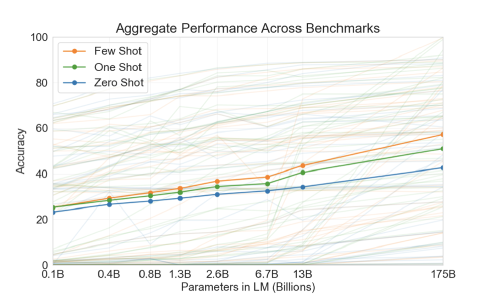 Aggregate Performance Across Benchmarks
100
Few Shot
One Shot
Zero Shot
80
60
40
20
0
Accuracy
0.1B 0.4B 0.8B 1.3B 2.6B 6.7B 13B 175B
Parameters in LM (Billions)